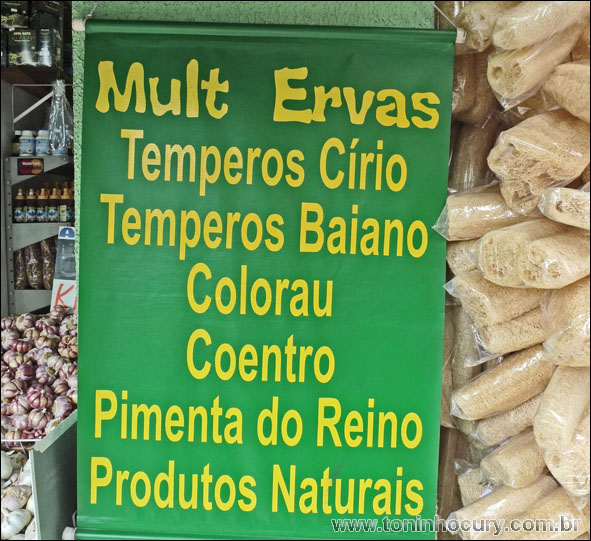 Mult Ervas
Temperos Círio
Temperos Baiano
Colorau
Coentro
Pimenta do Reino
Produtos Naturais
www.toninhocury.com.br